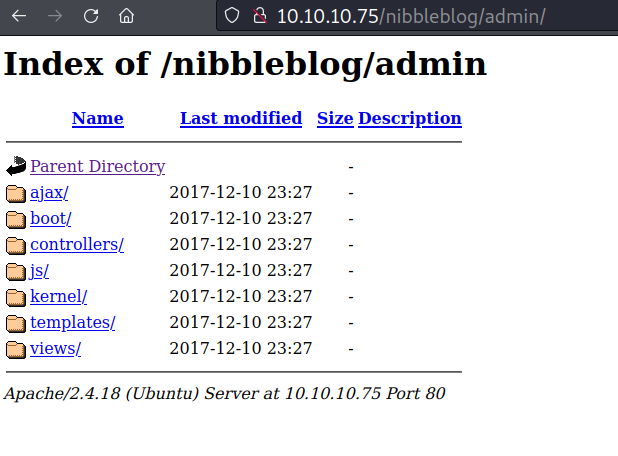 10.10.10.75/nibbleblog/admin/
Index of /nibbleblog/admin
Name Last modified Size Description
Parent Directory -
ajax/ 2017-12-10 23:27 -
boot/ 2017-12-10 23:27 -
controllers/ 2017-12-10 23:27 -
js/ 2017-12-10 23:27 -
kernel/ 2017-12-10 23:27 -
templates/ 2017-12-10 23:27 -
views/ 2017-12-10 23:27 -
Apache/2.4.18 (Ubuntu) Server at 10.10.10.75 Port 80